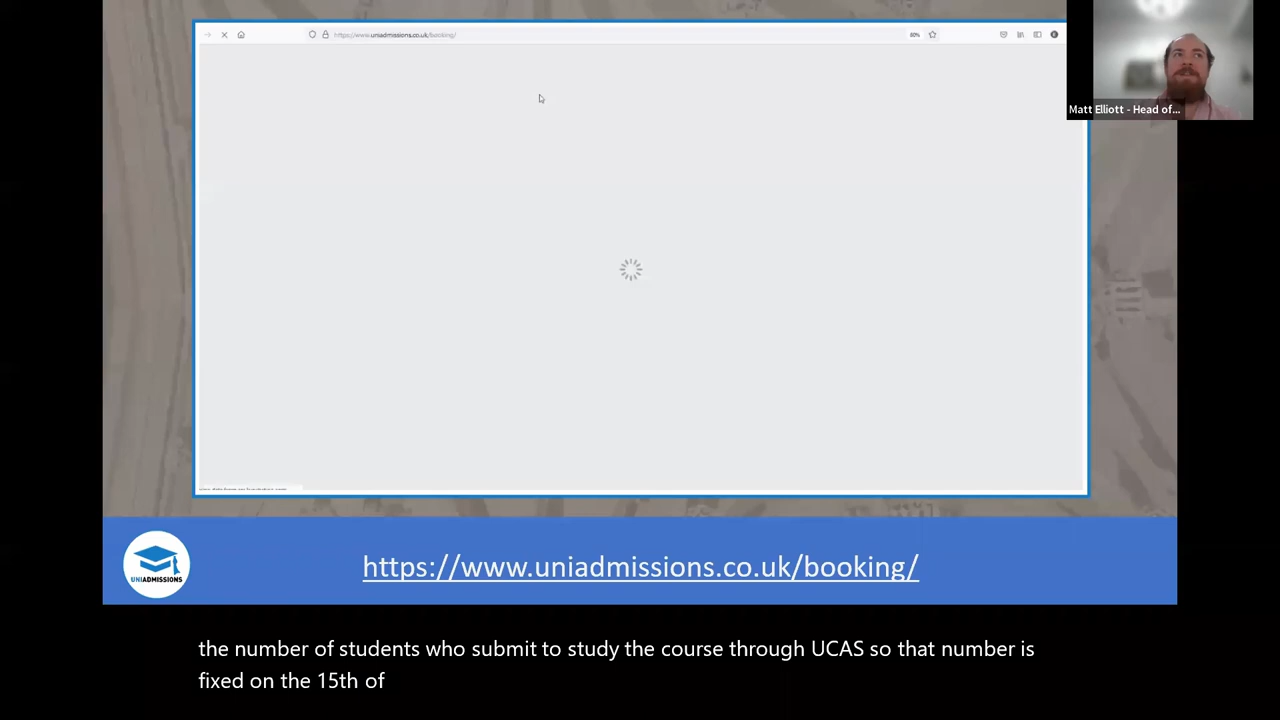 https://www.uniadmissions.co.uk/booking/
80%
Matt Elliott - Head of...
https://www.uniadmissions.co.uk/booking/
UNIADMISSIONS
the number of students who submit to study the course through UCAS so that number is
fixed on the 15th of